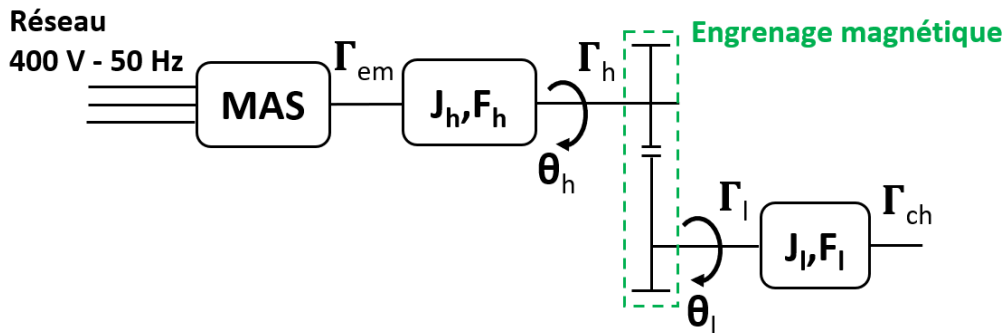 Réseau
400 V - 50 Hz
MAS
Γem
Jh,Fh
Γh
θh
Engrenage magnétique
Γl
θl
Jl,Fl
Γch